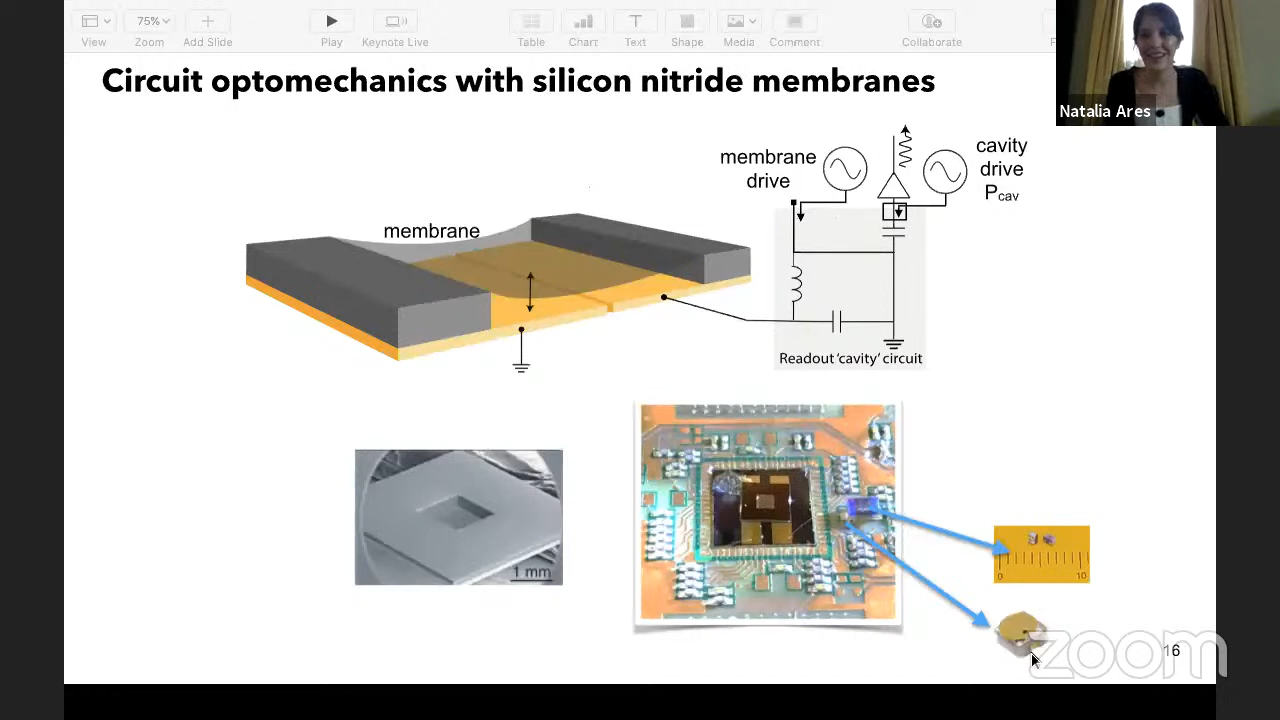 View
75%
Zoom
Add Slide
Play
Keynote Live
Table
Chart
Text
Shape
Media
Comment
Collaborate
F
Natalia Ares
Circuit optomechanics with silicon nitride membranes
membrane
membrane
drive
cavity
drive
Pcav
Readout 'cavity' circuit
1 mm
0
10
16
zoom